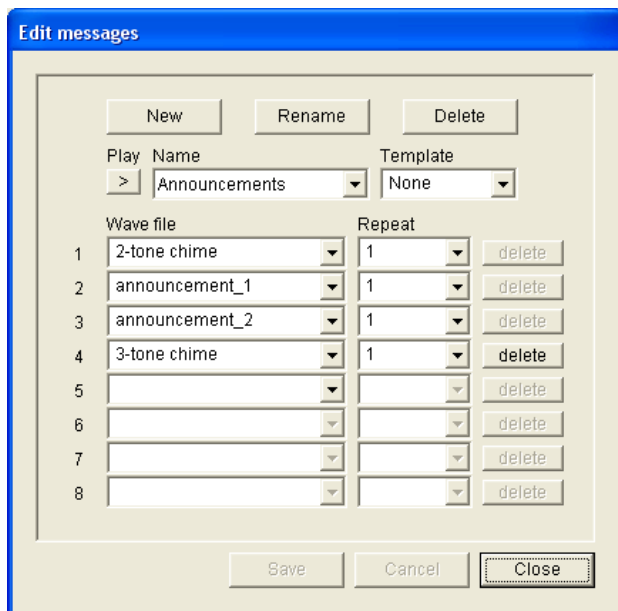 Edit messages
New Rename Delete
Play Name Template
> Announcements None
Wave file Repeat
1 2-tone chime 1 delete
2 announcement_1 1 delete
3 announcement_2 1 delete
4 3-tone chime 1 delete
5 delete
6 delete
7 delete
8 delete
Save Cancel Close